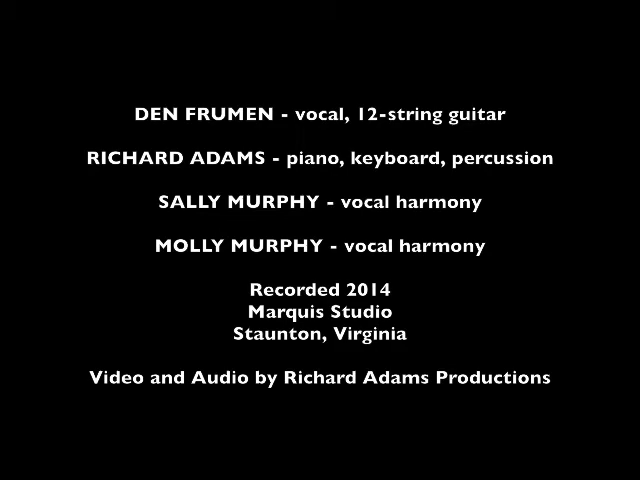 DEN FRUMEN - vocal, 12-string guitar
RICHARD ADAMS - piano, keyboard, percussion
SALLY MURPHY - vocal harmony
MOLLY MURPHY - vocal harmony
Recorded 2014
Marquis Studio
Staunton, Virginia
Video and Audio by Richard Adams Productions